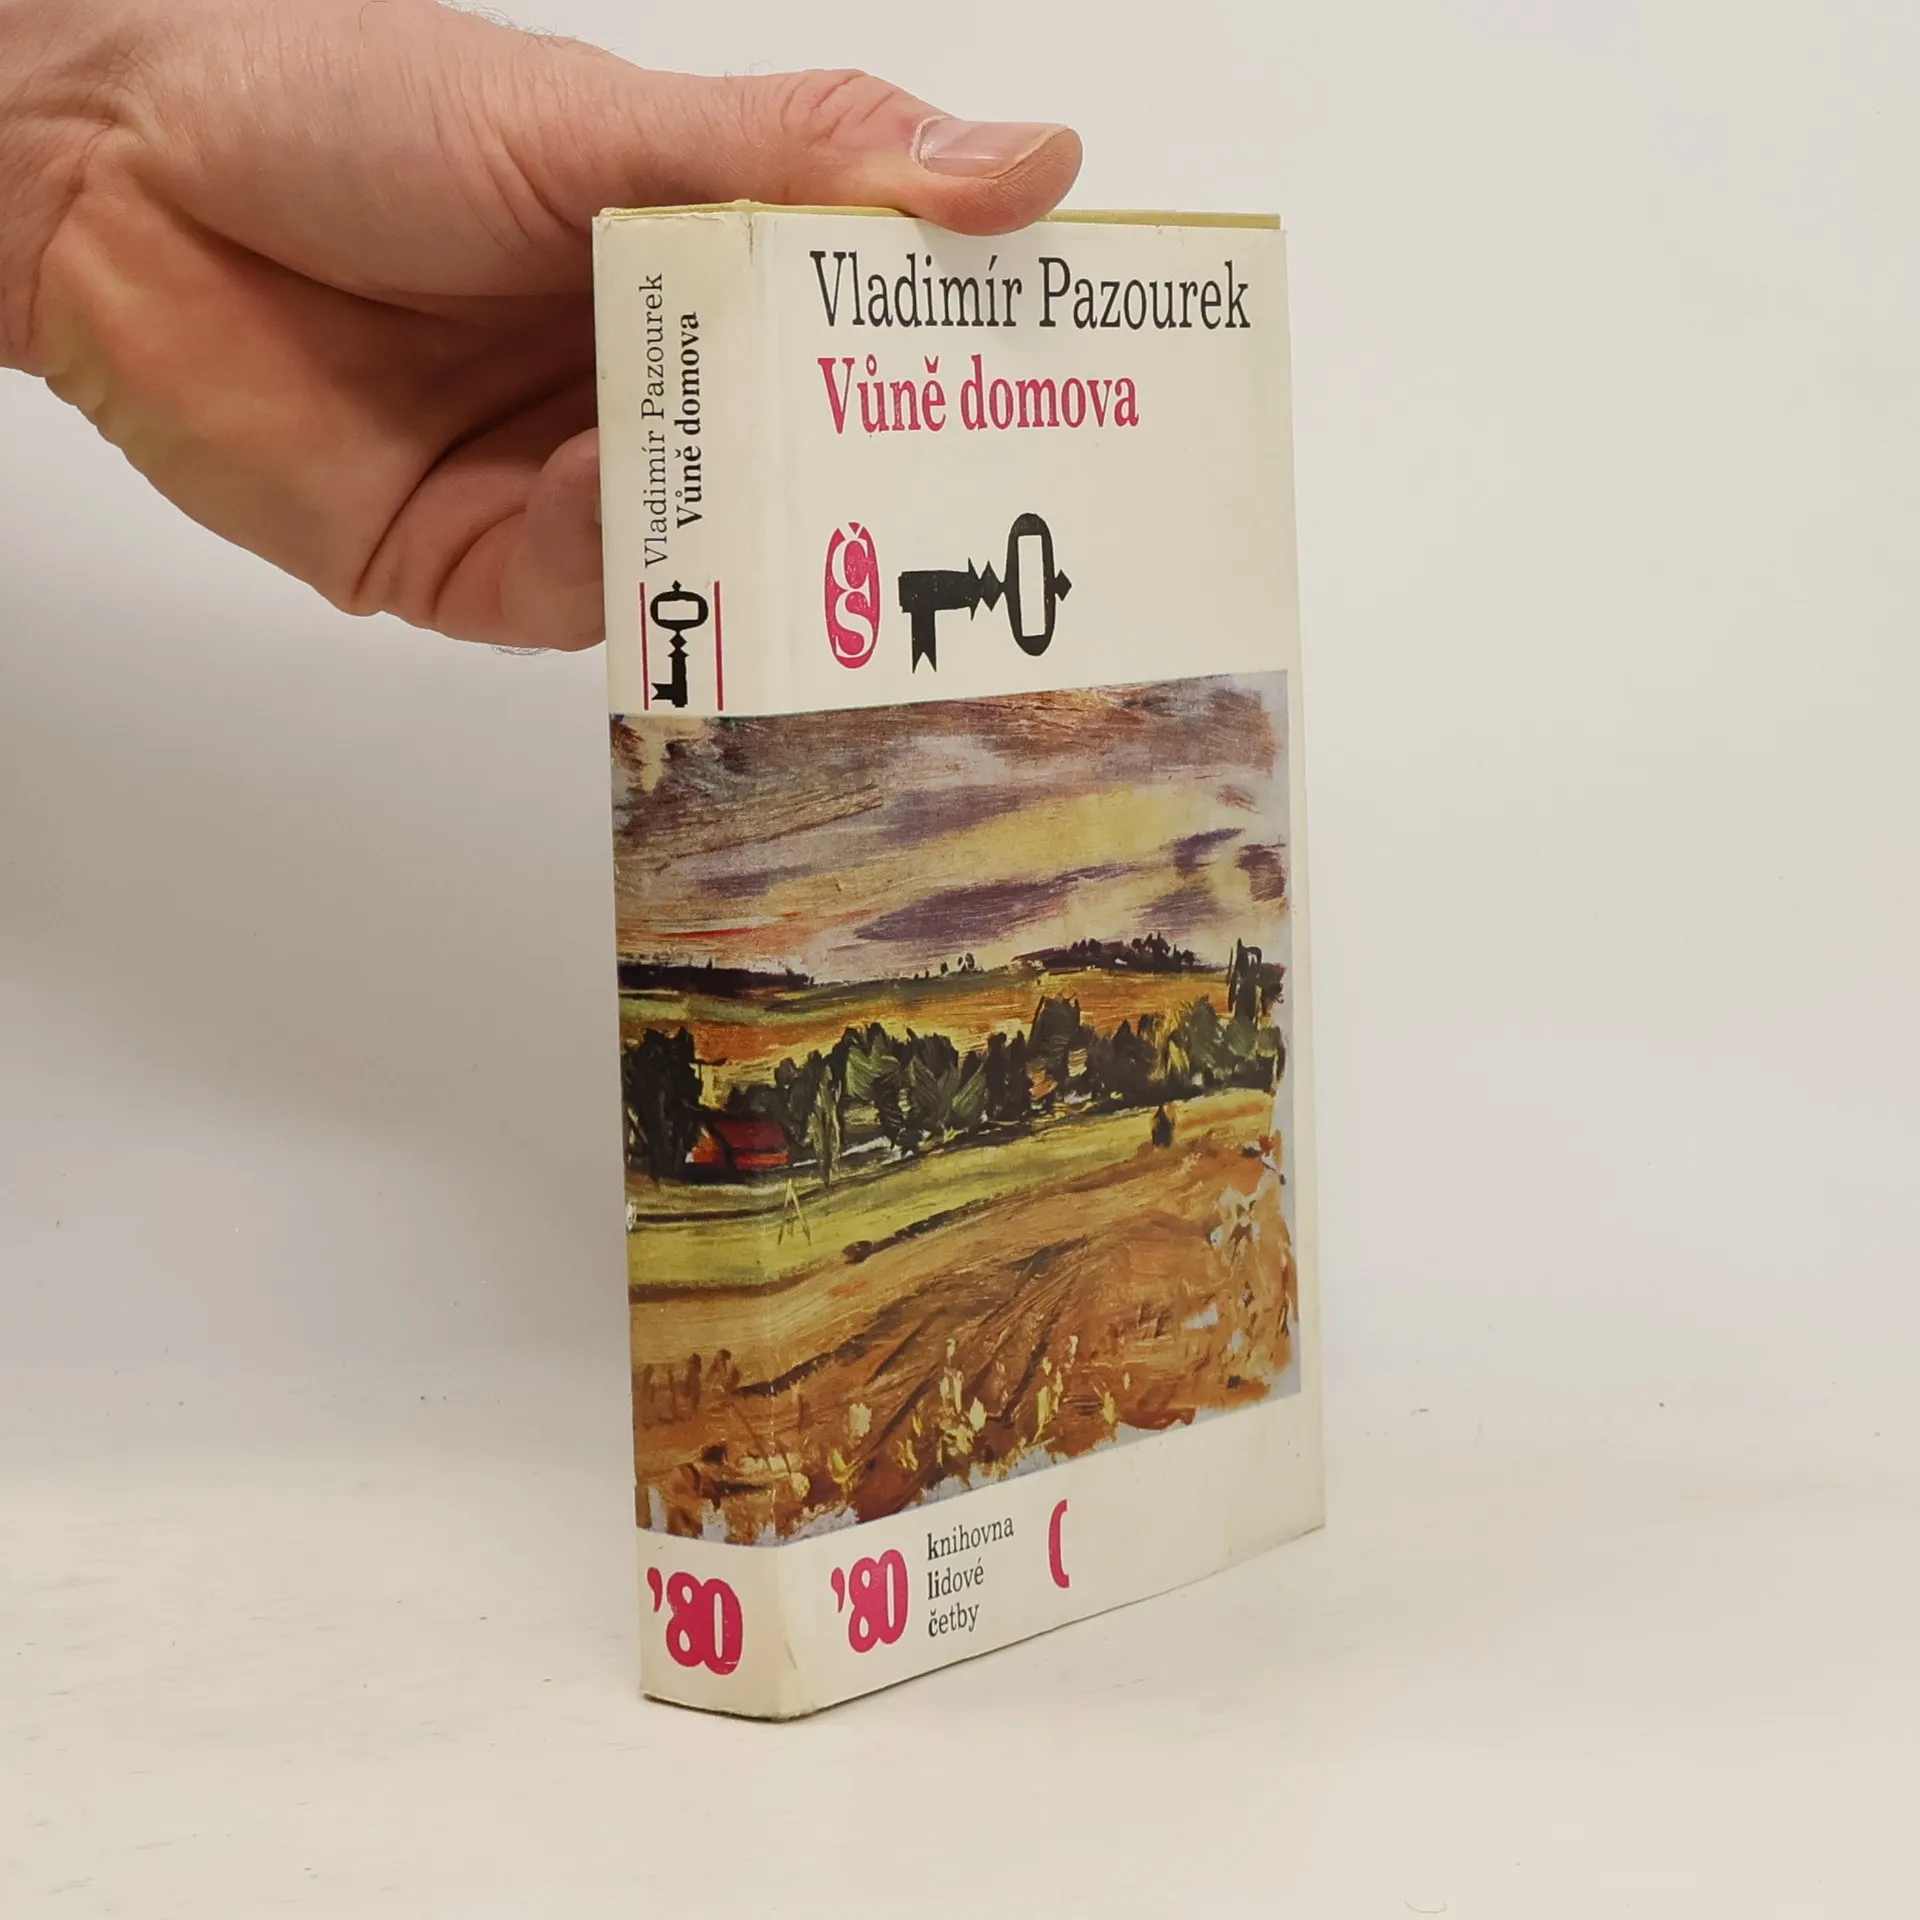 Vladimír Pazourek
Vůně domova
ČS
'80
knihovna
lidové
četby
Vladimír Pazourek
Vůně domova
'80